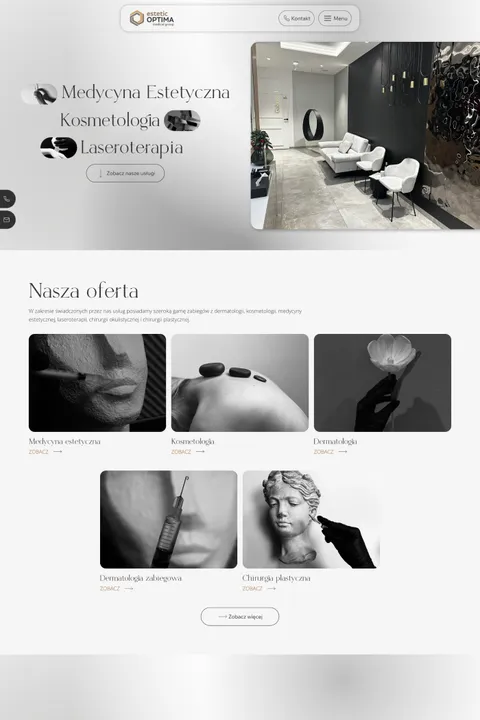 estetic
OPTIMA
medical group
Kontakt
Menu
Medycyna Estetyczna
Kosmetologia
Laseroterapia
Zobacz nasze usługi
Nasza oferta
W zakresie świadczonych przez nas usług posiadamy szeroką gamę zabiegów z dermatologii, kosmetologii, medycyny
estetycznej, laseroterapii, chirurgii okulistycznej i chirurgii plastycznej.
Medycyna estetyczna
ZOBACZ
Kosmetologia
ZOBACZ
Dermatologia
ZOBACZ
Dermatologia zabiegowa
ZOBACZ
Chirurgia plastyczna
ZOBACZ
Zobacz więcej